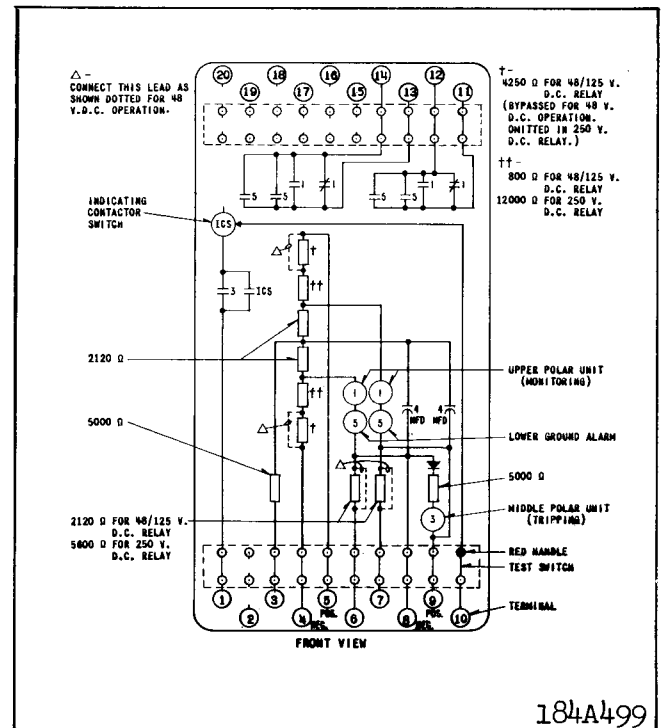 △ -
CONNECT THIS LEAD AS
SHOWN DOTTED FOR 48
V.D.C. OPERATION.
20
18
16
14
12
19
17
15
13
11
†-
4250 Ω FOR 48/125 V.
D.C. RELAY
(BYPASSED FOR 48 V.
D.C. OPERATION.
OMITTED IN 250 V.
D.C. RELAY.)
††-
800 Ω FOR 48/125 V.
D.C. RELAY
12000 Ω FOR 250 V.
D.C. RELAY
5
5
1
1
5
5
1
1
INDICATING
CONTACTOR
SWITCH
ICS
3
ICS
△
†
††
2120 Ω
††
△
†
5000 Ω
1
1
UPPER POLAR UNIT
(MONITORING)
5
5
4
MFD
4
MFD
LOWER GROUND ALARM
△
5000 Ω
3
MIDDLE POLAR UNIT
(TRIPPING)
2120 Ω FOR 48/125 V.
D.C. RELAY
5600 Ω FOR 250 V.
D.C. RELAY
RED HANDLE
TEST SWITCH
1
3
5
7
9
POS.
POS.
2
4
NEG.
6
8
NEG.
10
TERMINAL
FRONT VIEW
184A499